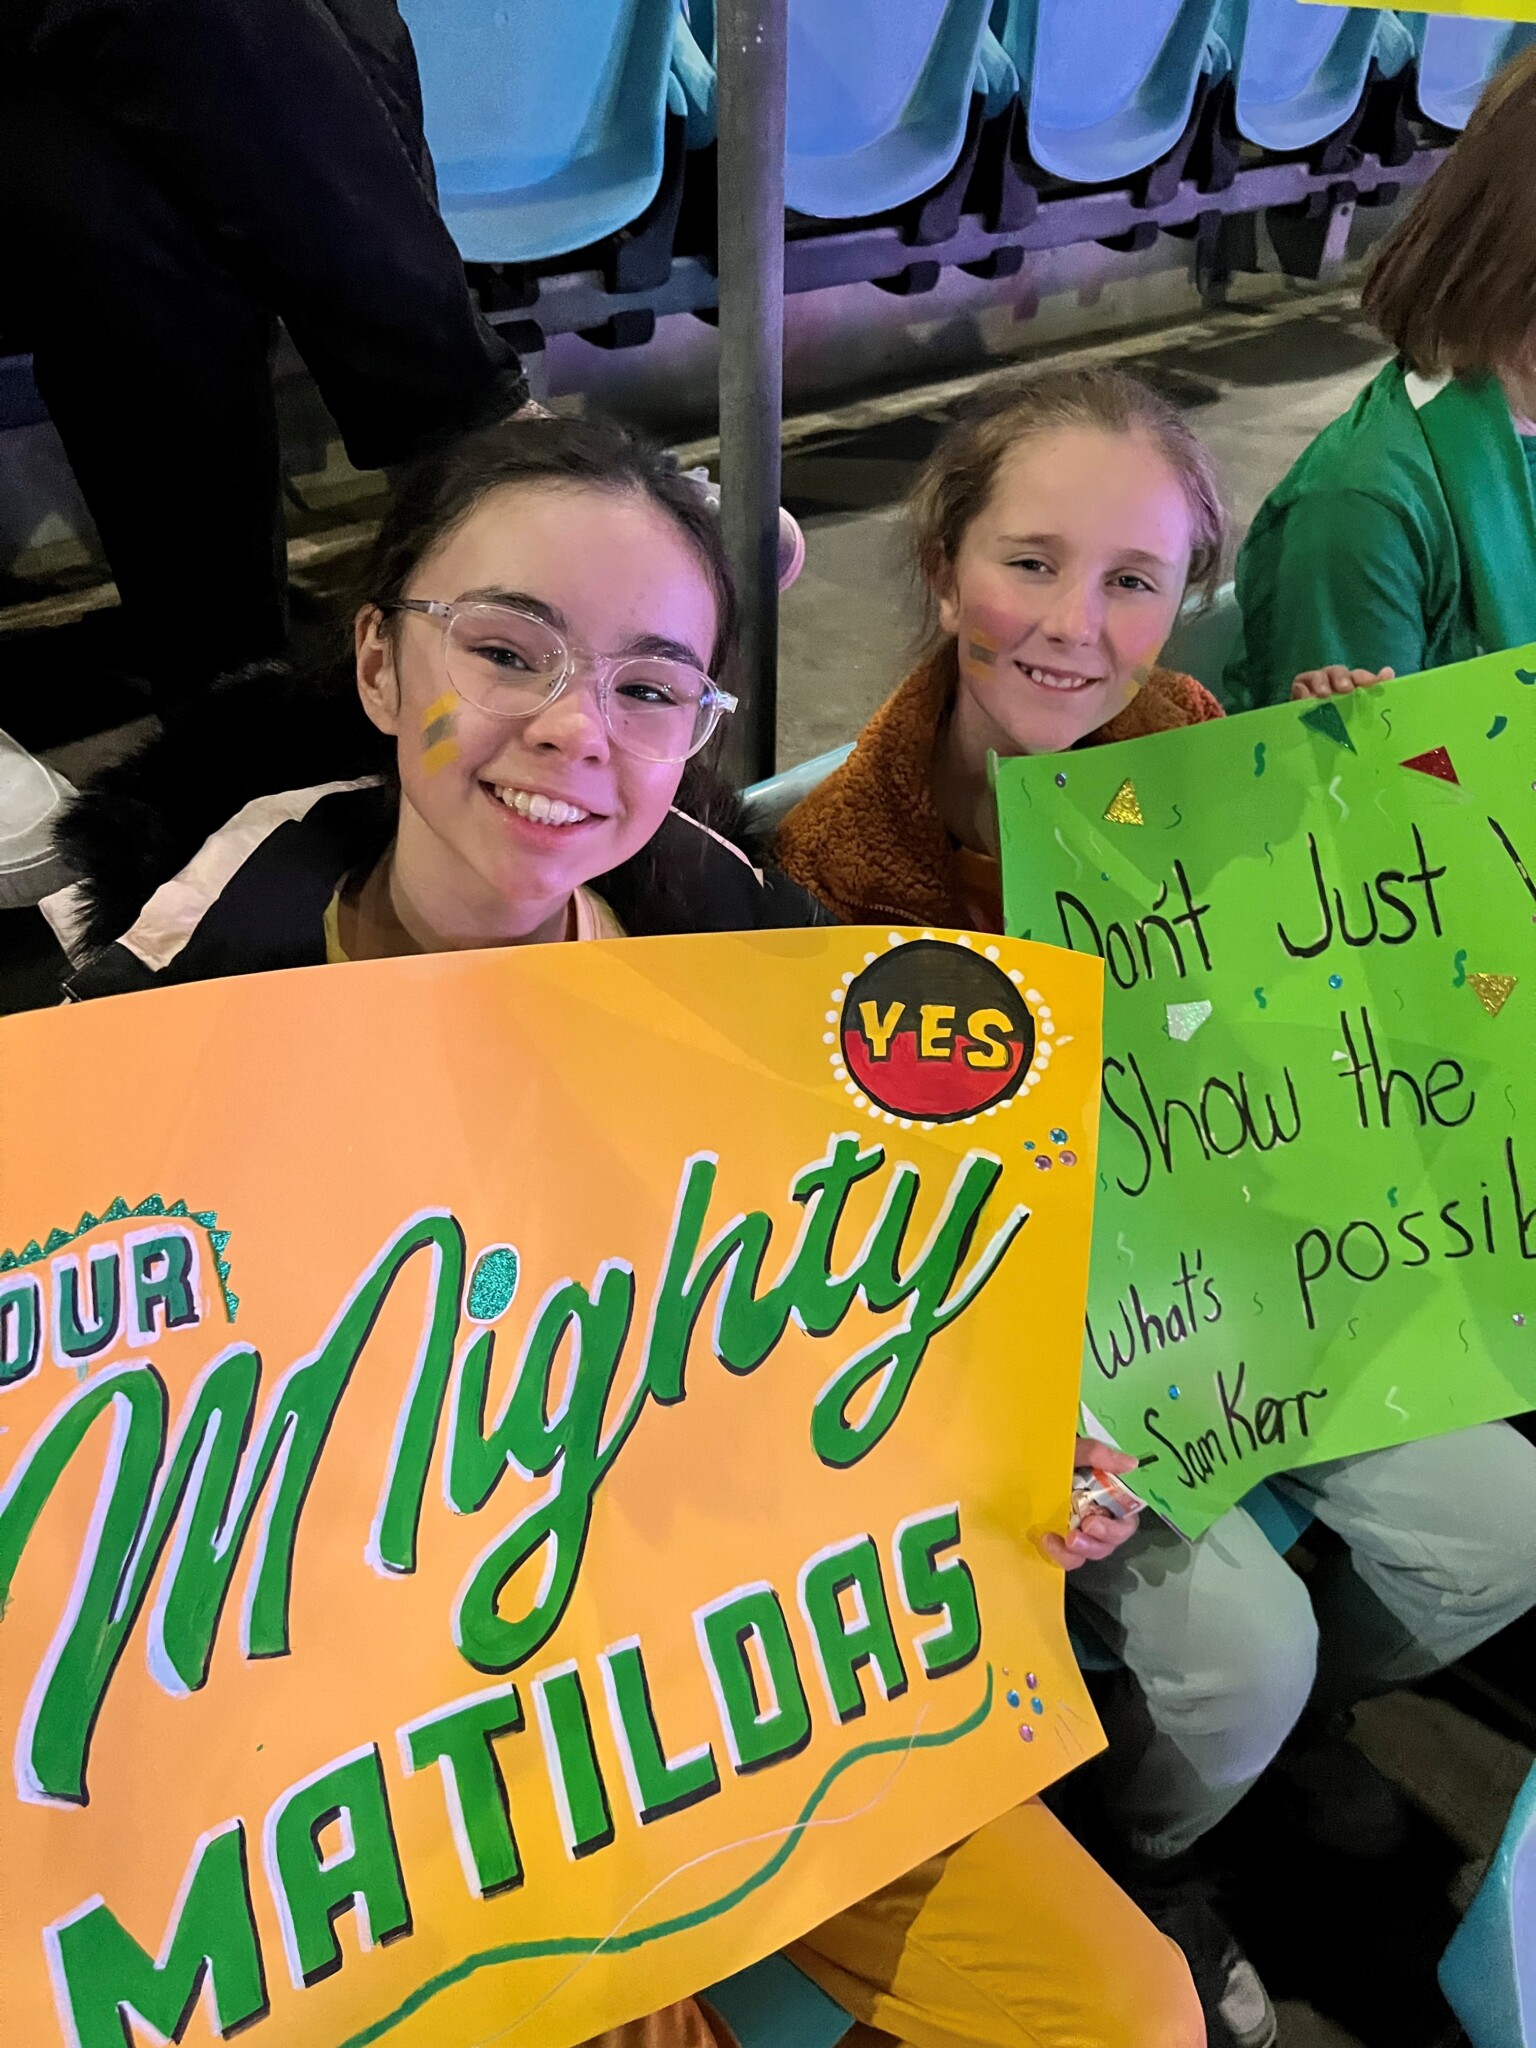 YES
OUR
Mighty
MATILDAS
Don't Just
Show the
What's possib
-Sam Kerr